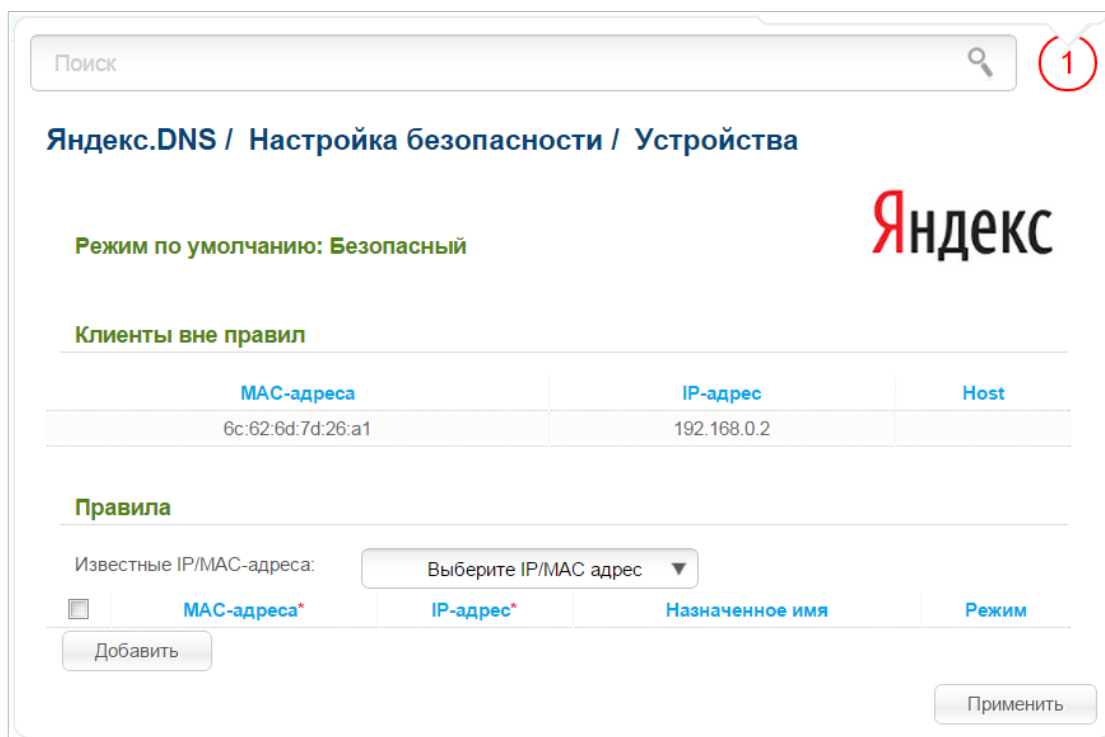 Поиск
1
Яндекс.DNS / Настройка безопасности / Устройства
Яндекс
Режим по умолчанию: Безопасный
Клиенты вне правил
MAC-адреса IP-адрес Host
6c:62:6d:7d:26:a1 192.168.0.2
Правила
Известные IP/MAC-адреса: Выберите IP/MAC адрес
MAC-адреса* IP-адрес* Назначенное имя Режим
Добавить
Применить